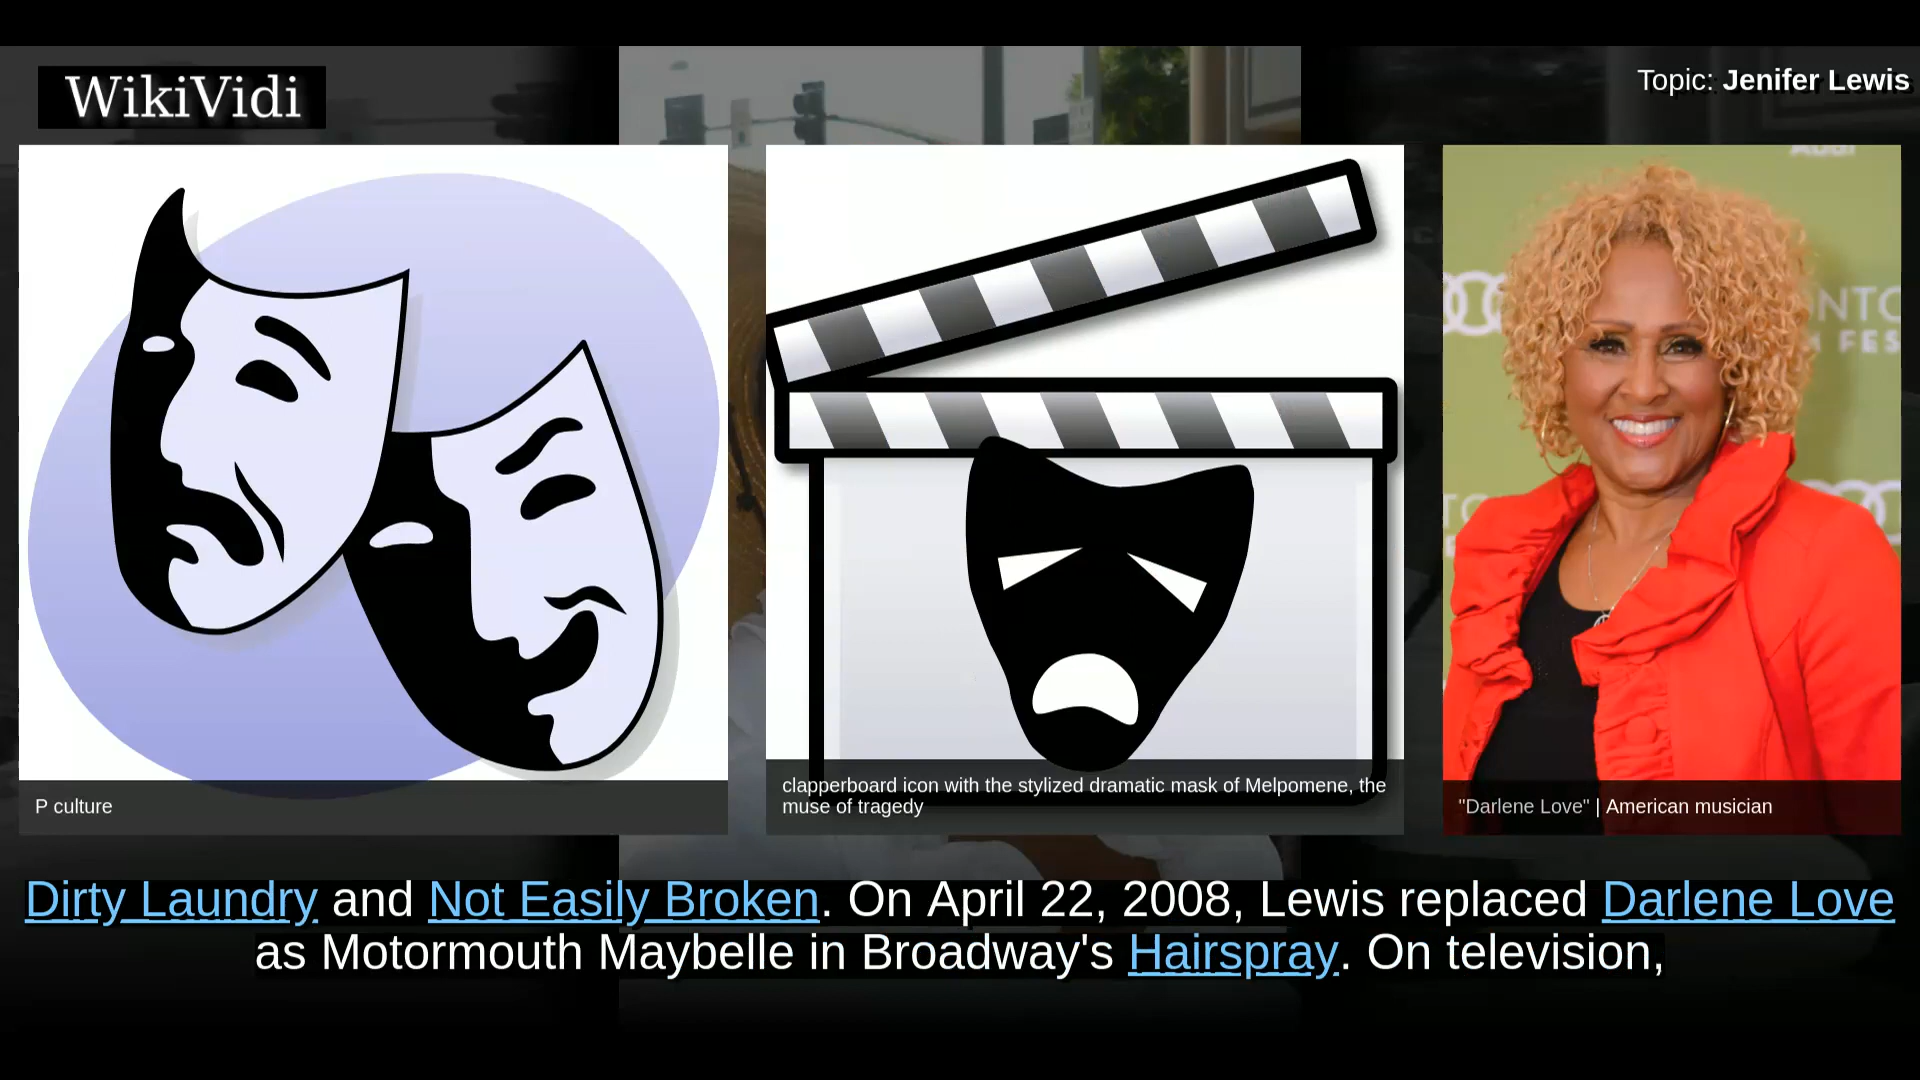 WikiVidi
Topic: Jenifer Lewis
P culture
clapperboard icon with the stylized dramatic mask of Melpomene, the
muse of tragedy
"Darlene Love" | American musician
Dirty Laundry and Not Easily Broken. On April 22, 2008, Lewis replaced Darlene Love
as Motormouth Maybelle in Broadway's Hairspray. On television,